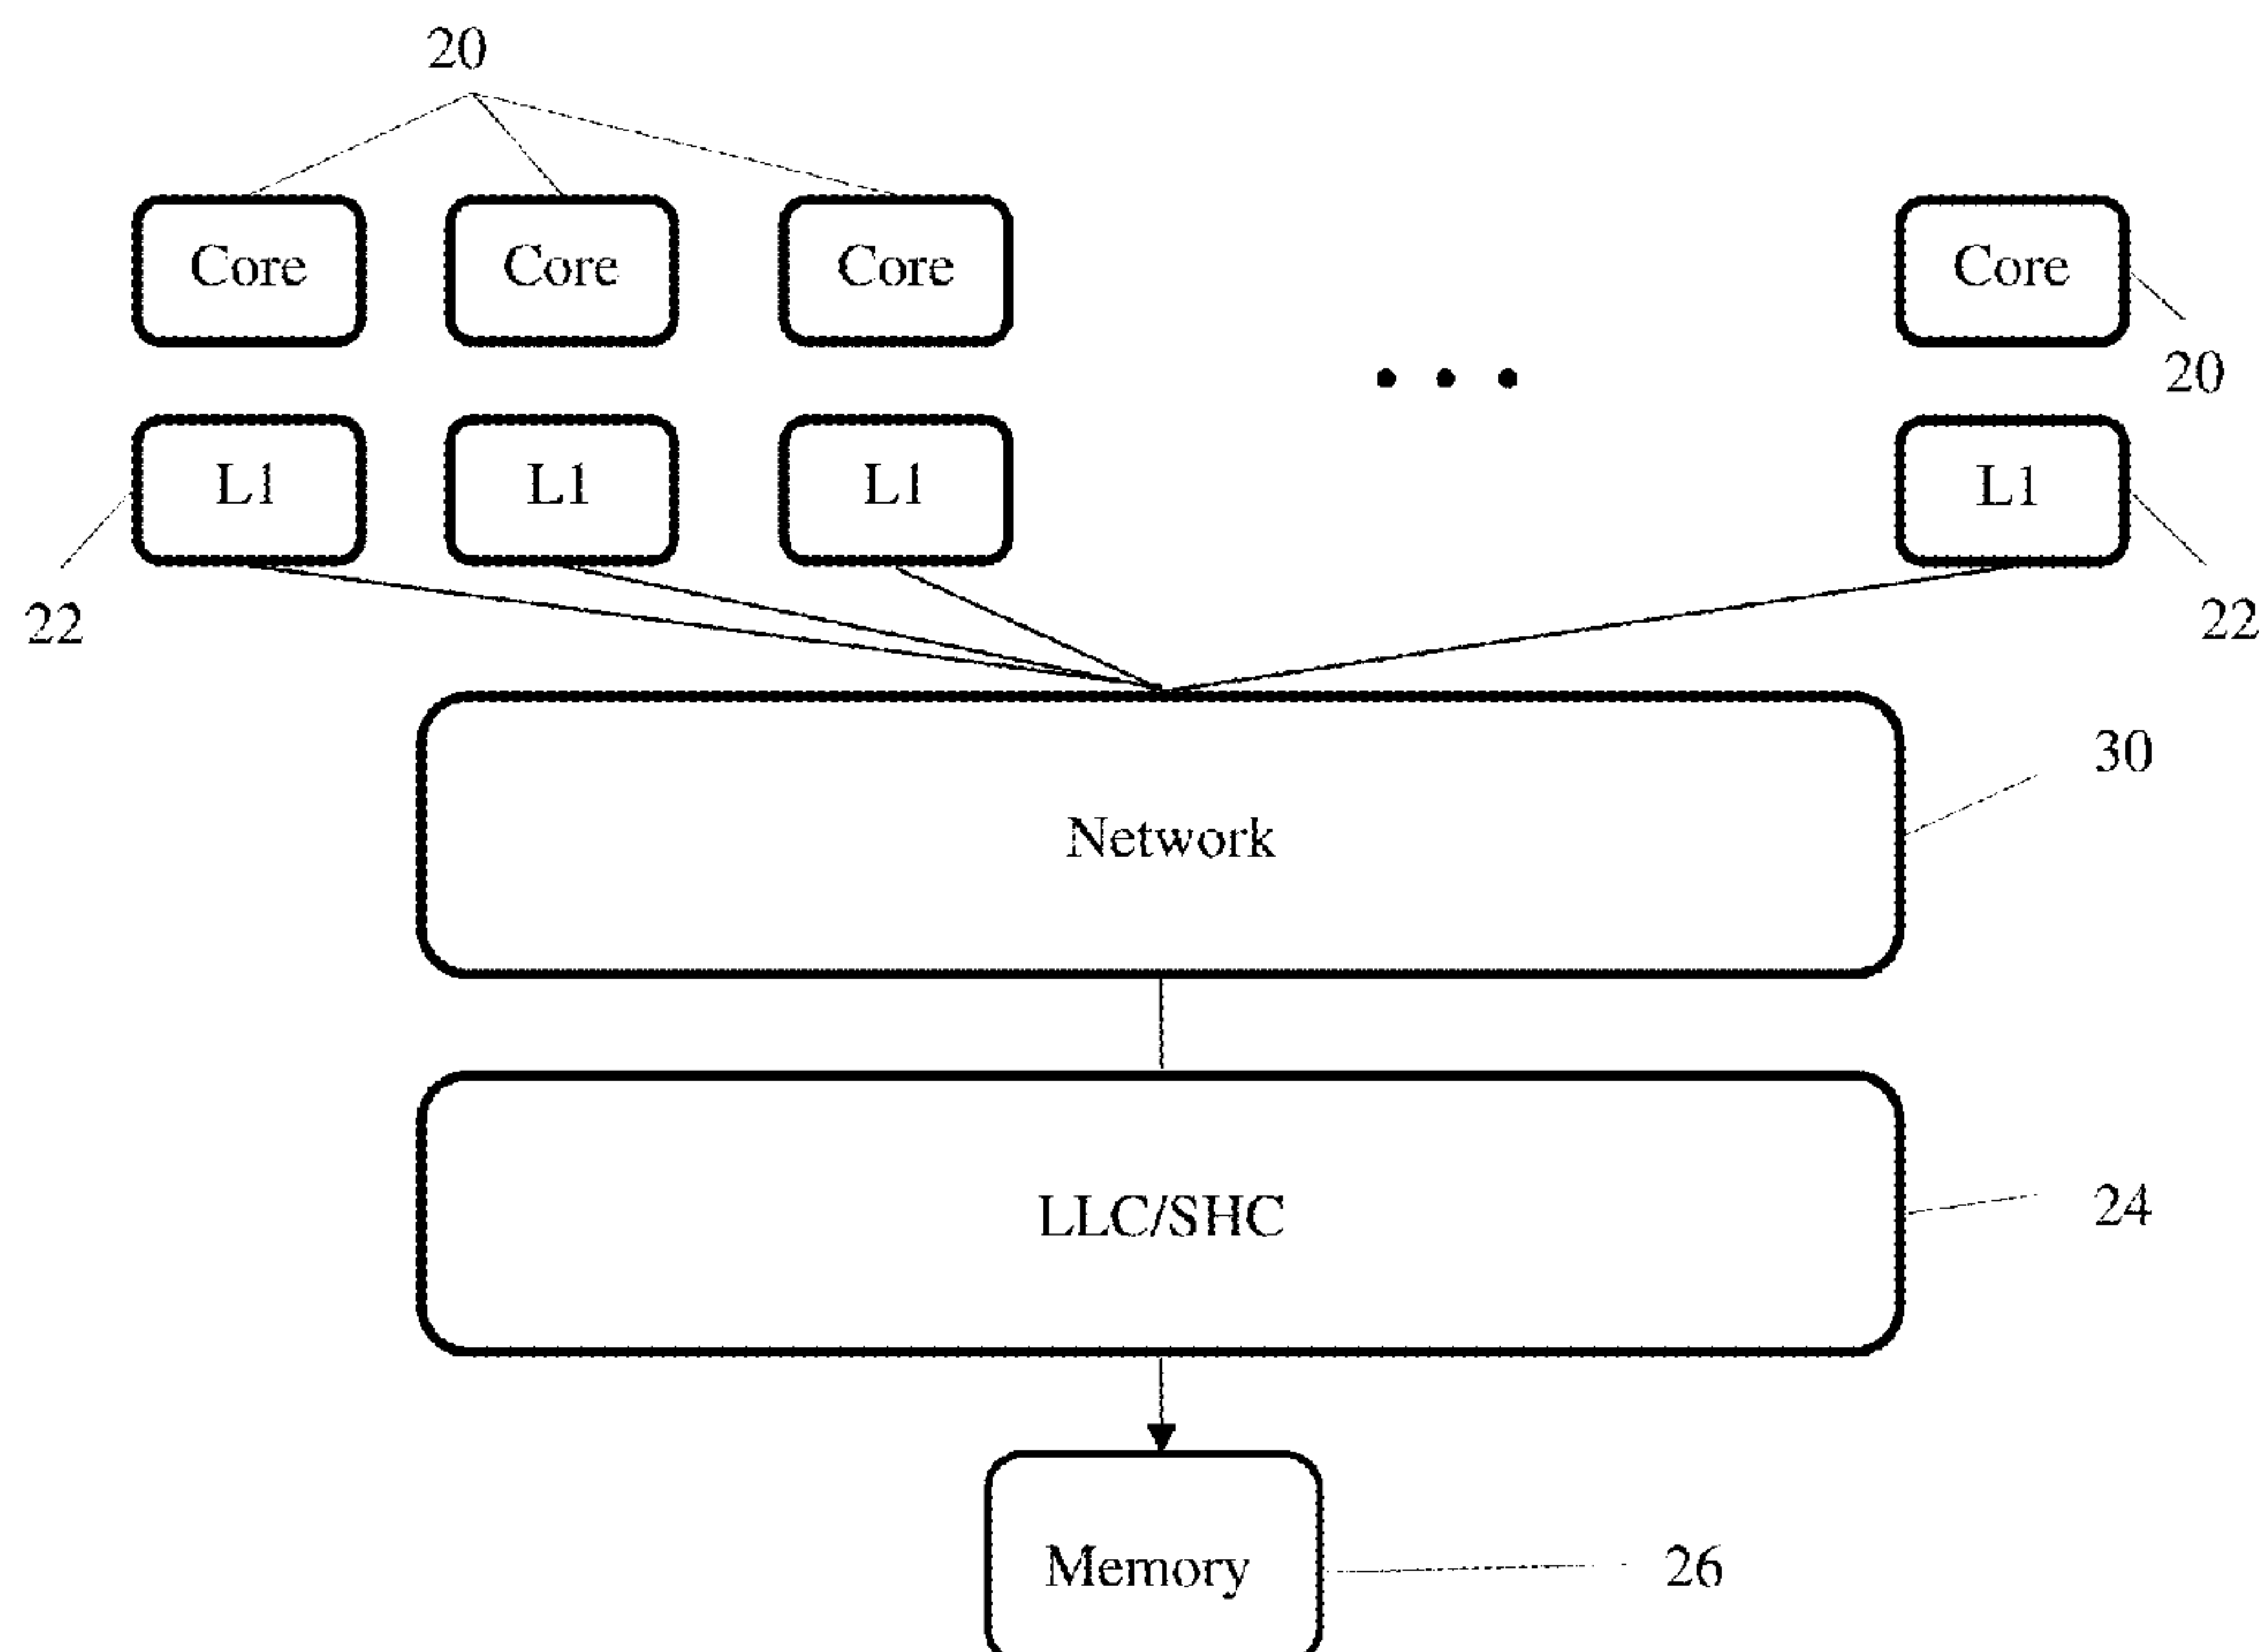 20
Core Core Core Core
20
L1 L1 L1 L1
22 22
30
Network
LLC/SHC
24
Memory
26